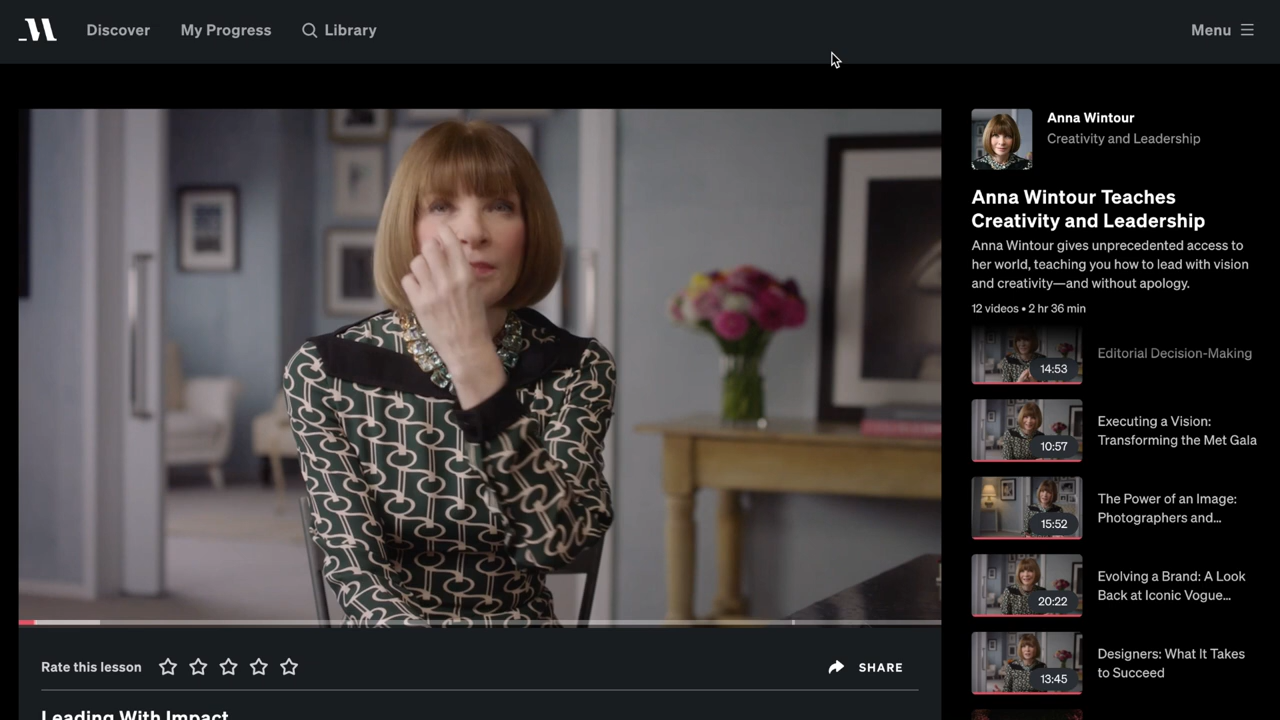 Discover My Progress Library Menu
Anna Wintour
Creativity and Leadership
Anna Wintour Teaches
Creativity and Leadership
Anna Wintour gives unprecedented access to
her world, teaching you how to lead with vision
and creativity—and without apology.
12 videos • 2 hr 36 min
14:53
Editorial Decision-Making
10:57
Executing a Vision:
Transforming the Met Gala
15:52
The Power of an Image:
Photographers and...
20:22
Evolving a Brand: A Look
Back at Iconic Vogue...
13:45
Designers: What It Takes
to Succeed
Rate this lesson
SHARE
Leading With Impact